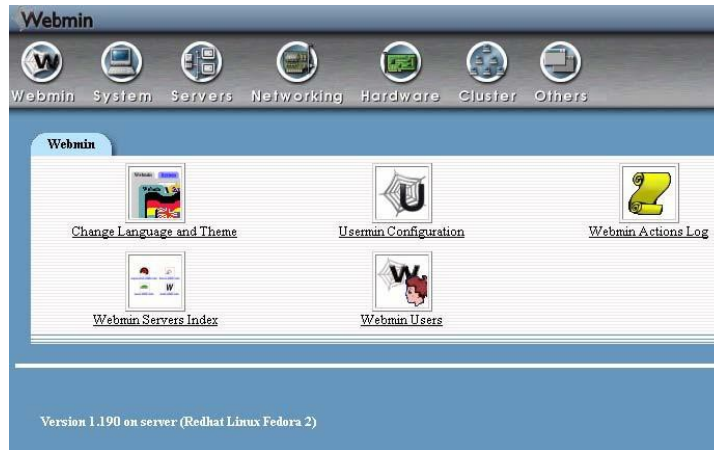 Webmin
Webmin System Servers Networking Hardware Cluster Others
Webmin
Change Language and Theme Usermin Configuration Webmin Actions Log
Webmin Servers Index Webmin Users
Version 1.190 on server (Redhat Linux Fedora 2)